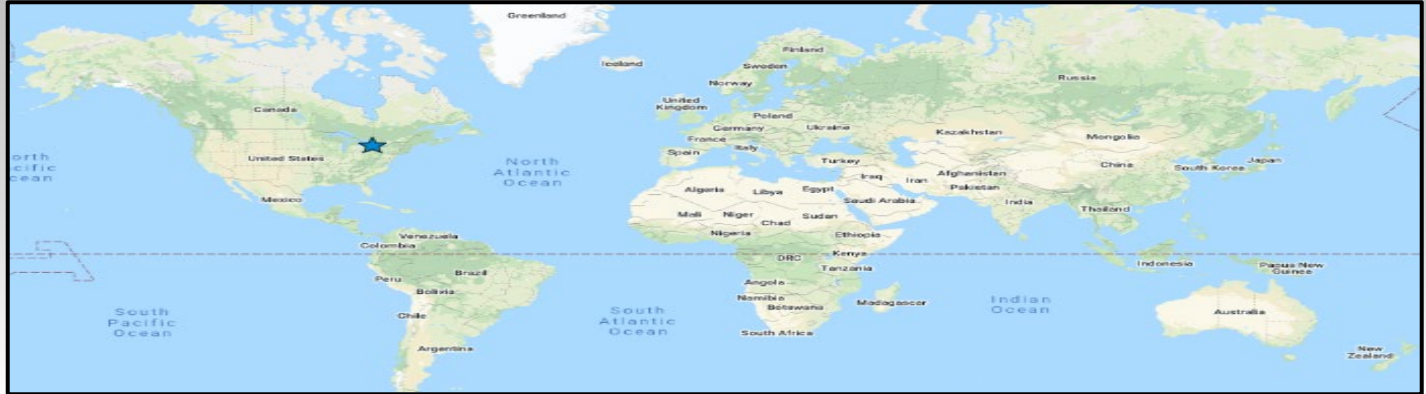 Greenland
Iceland
Finland
Sweden
Norway
Russia
United
Kingdom
Canada
Poland
Germany
Ukraine
France
Kazakhstan
Mongolia
Italy
Spain
United States
North
Atlantic
Ocean
orth
cific
cean
Turkey
China
South Korea
Japan
Iraq
Iran
Afghanistan
Pakistan
Algeria
Libya
Egypt
Saudi Arabia
India
Mexico
Thailand
Mali
Niger
Chad
Sudan
Nigeria
Ethiopia
Venezuela
Colombia
DRC
Kenya
Tanzania
Indonesia
Papua New
Guinea
Peru
Brazil
Bolivia
Angola
Namibia
Botswana
Madagascar
South
Pacific
Ocean
Chile
South
Atlantic
Ocean
Indian
Ocean
Australia
South Africa
Argentina
New
Zealand